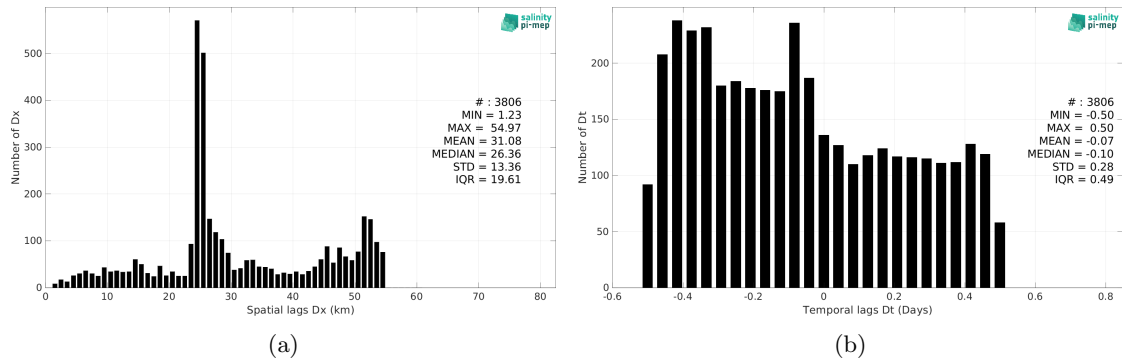 salinity
pi-mep
Number of Dx
500
400
300
200
100
0
# : 3806
MIN = 1.23
MAX = 54.97
MEAN = 31.08
MEDIAN = 26.36
STD = 13.36
IQR = 19.61
0 10 20 30 40 50 60 70 80
Spatial lags Dx (km)
(a)
salinity
pi-mep
Number of Dt
200
150
100
50
0
# : 3806
MIN = -0.50
MAX = 0.50
MEAN = -0.07
MEDIAN = -0.10
STD = 0.28
IQR = 0.49
-0.6 -0.4 -0.2 0 0.2 0.4 0.6 0.8
Temporal lags Dt (Days)
(b)